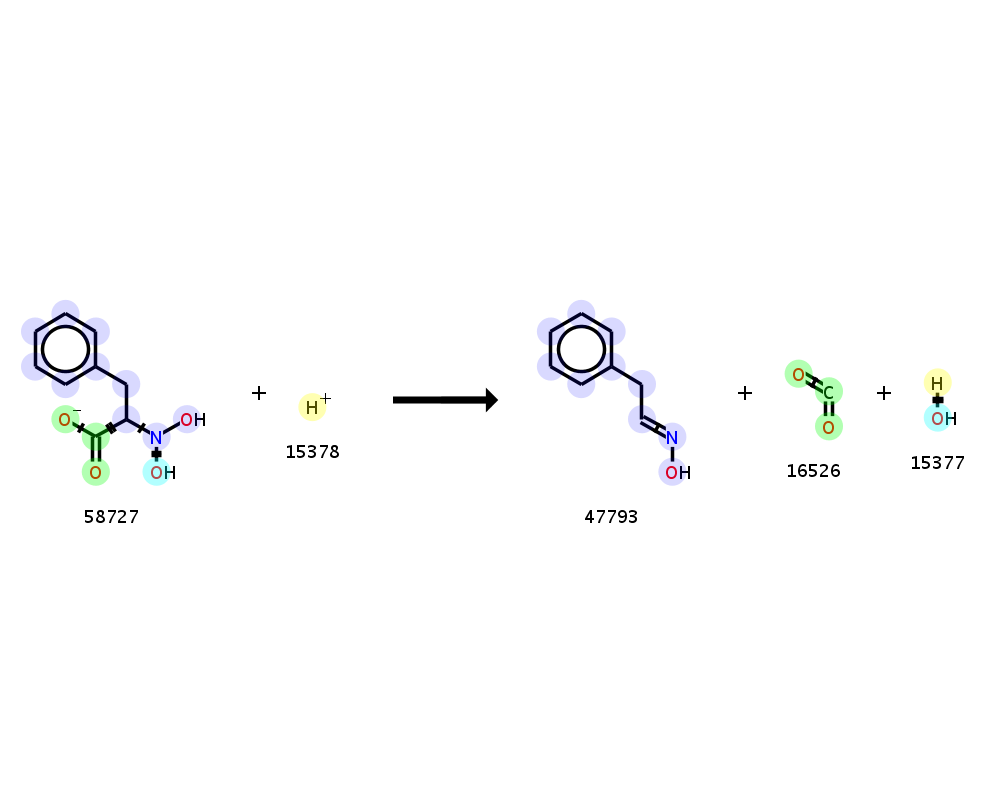 O⁻ O N OH OH
58727
+
H⁺
15378
N OH
47793
+
O C O
16526
+
H OH
15377